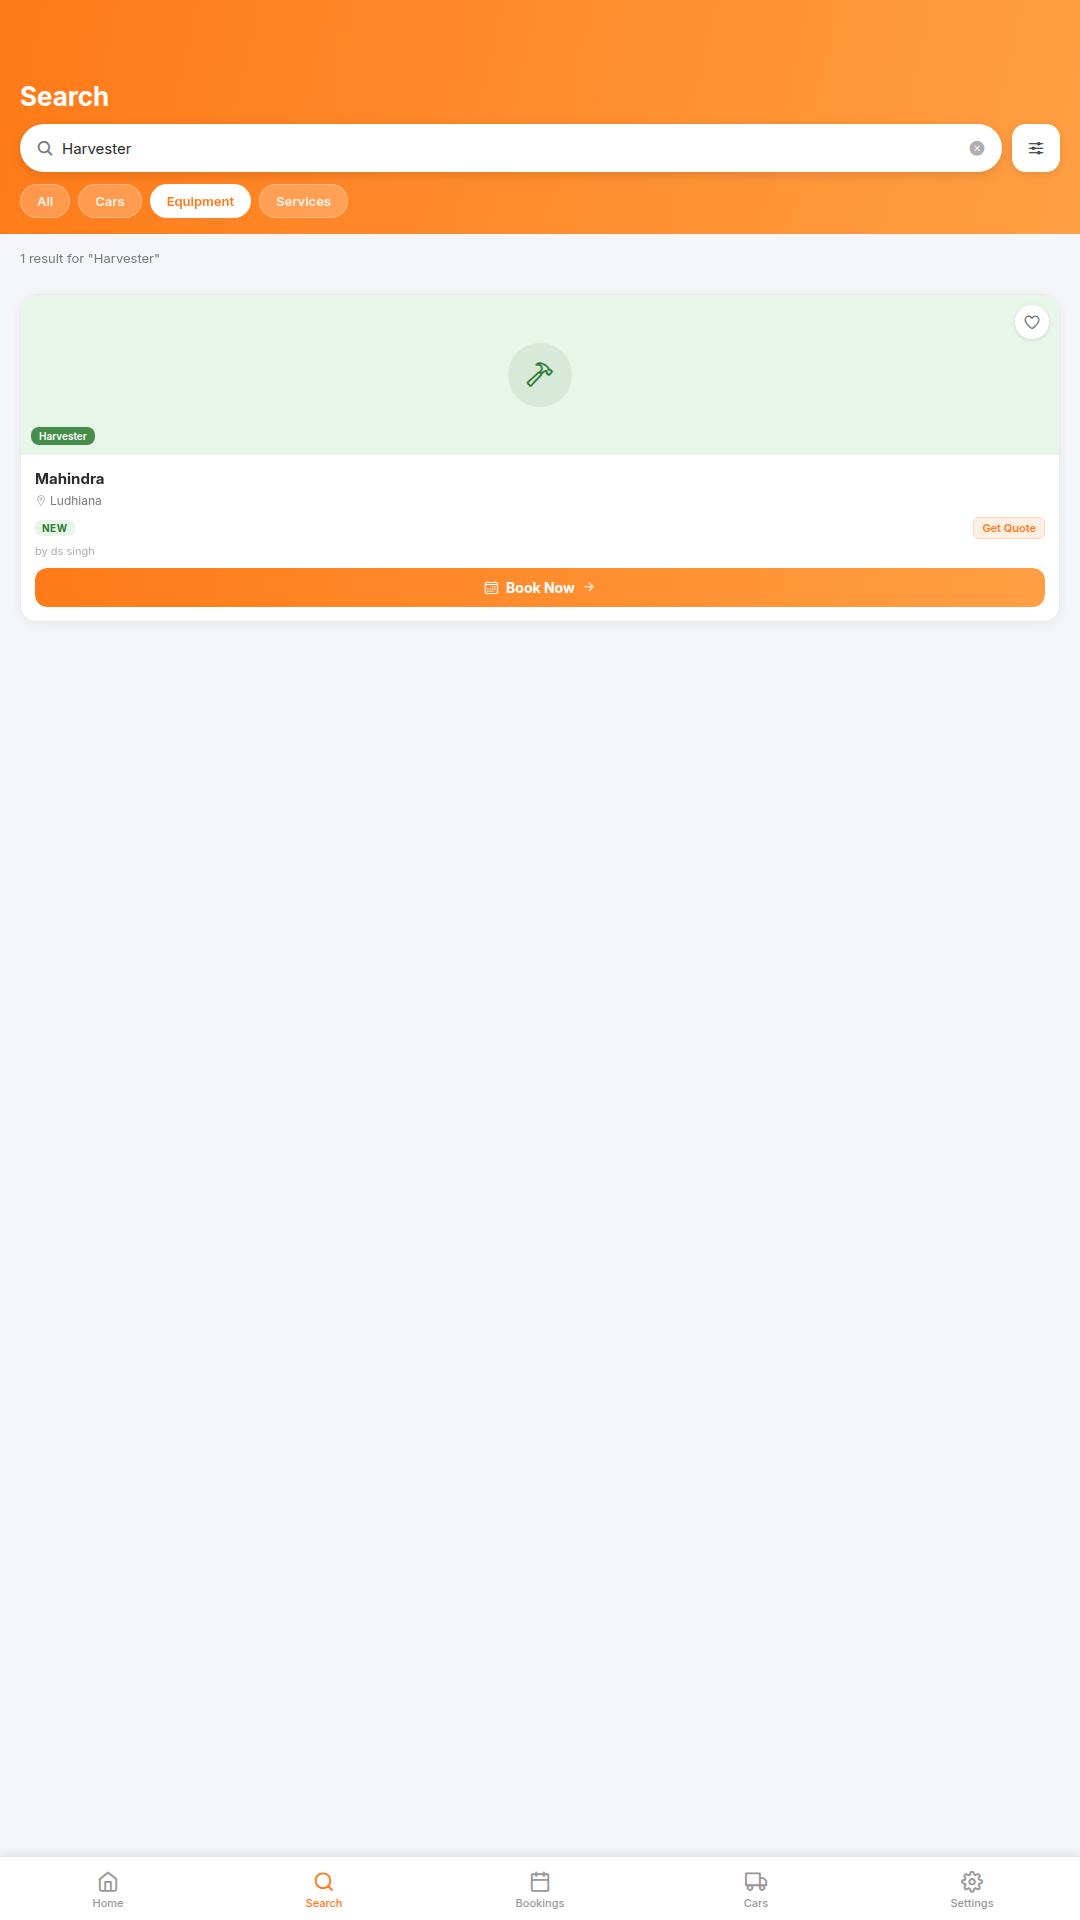 Search
Harvester
All
Cars
Equipment
Services
1 result for "Harvester"
Harvester
Mahindra
Ludhiana
NEW
Get Quote
by ds singh
Book Now
Home
Search
Bookings
Cars
Settings